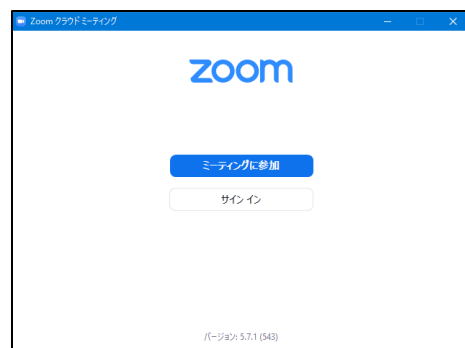 Zoom クラウド ミーティング
zoom
ミーティングに参加
サイン イン
バージョン: 5.7.1 (543)